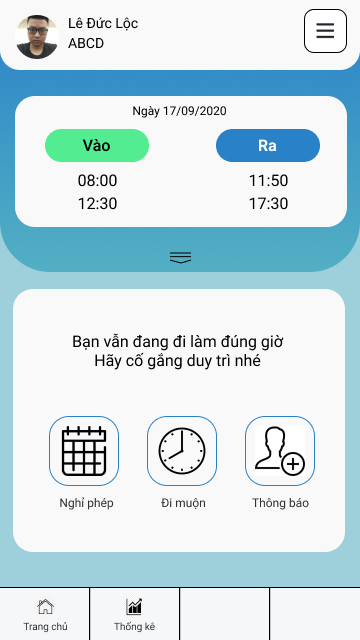 Lê Đức Lộc
ABCD
Ngày 17/09/2020
Vào Ra
08:00 11:50
12:30 17:30
Bạn vẫn đang đi làm đúng giờ
Hãy cố gắng duy trì nhé
Nghỉ phép Đi muộn Thông báo
Trang chủ Thống kê